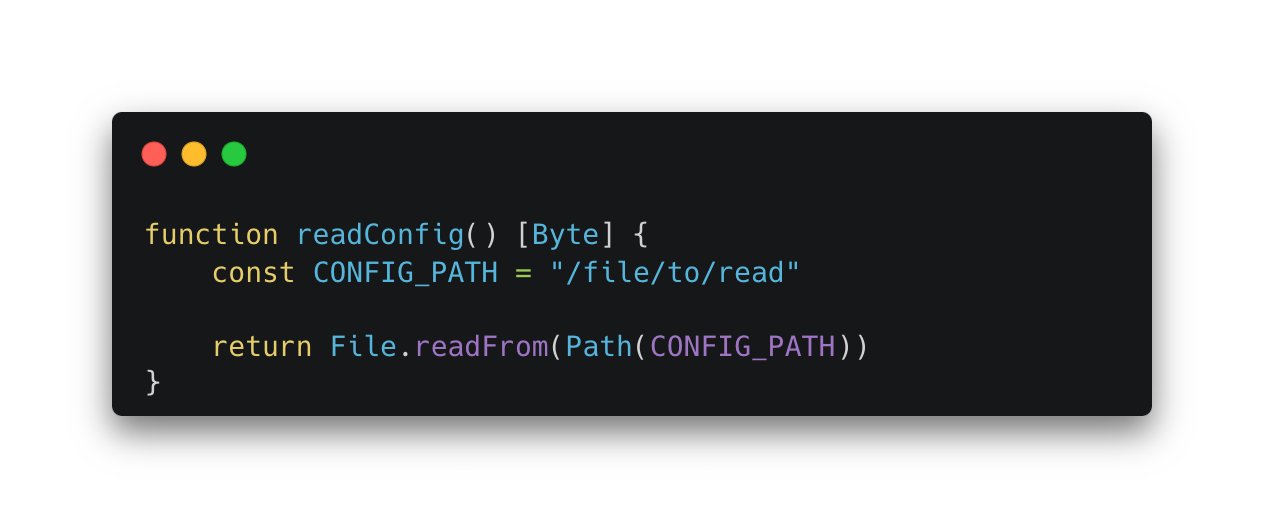 function readConfig() [Byte] {
    const CONFIG_PATH = "/file/to/read"

    return File.readFrom(Path(CONFIG_PATH))
}